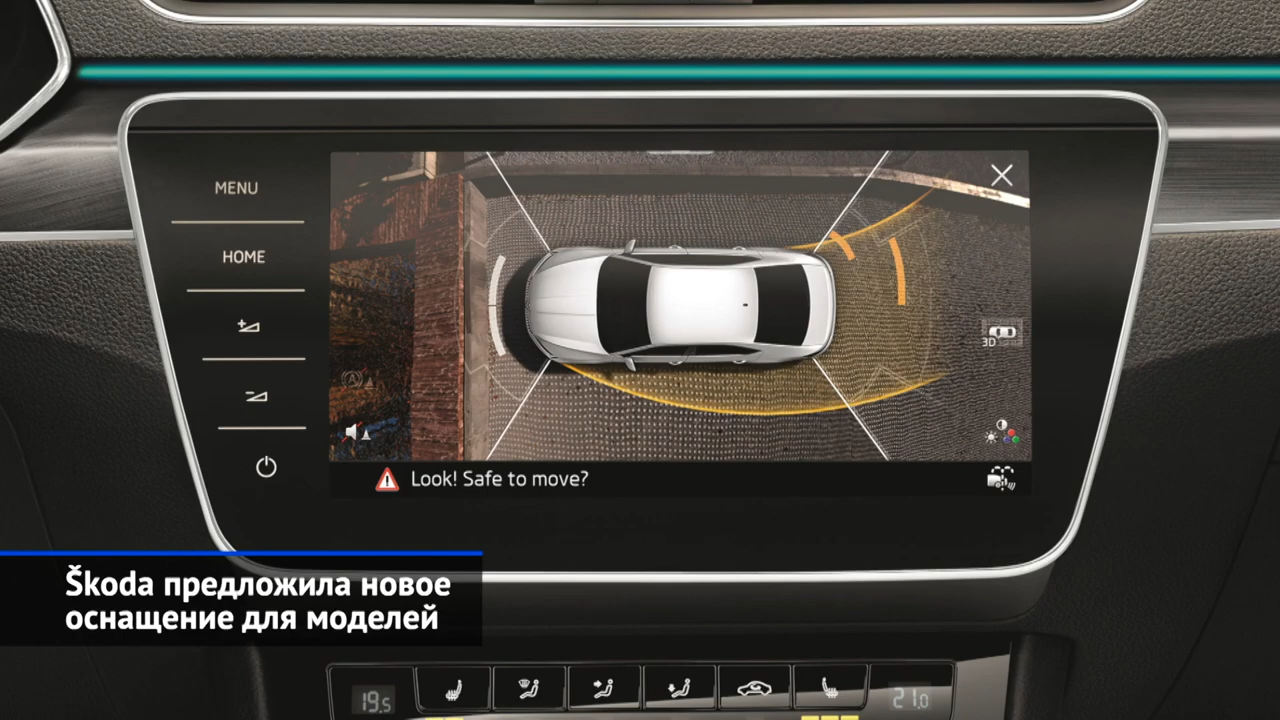 MENU
HOME
3D
Look! Safe to move?
Škoda предложила новое
оснащение для моделей
19.5
21.0